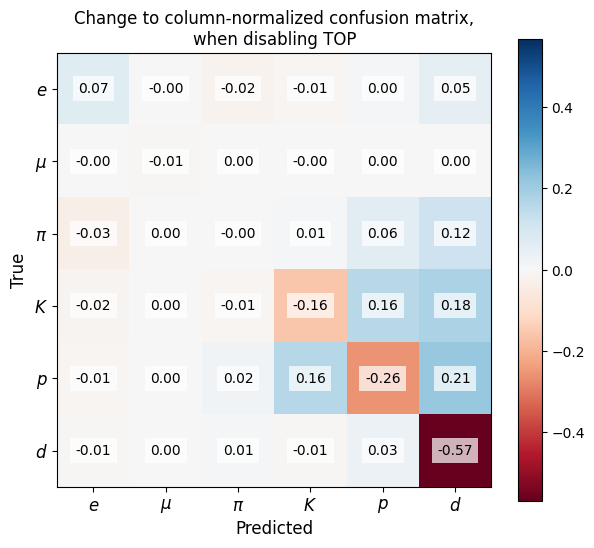 Change to column-normalized confusion matrix,
when disabling TOP
e 0.07 -0.00 -0.02 -0.01 0.00 0.05
μ -0.00 -0.01 0.00 -0.00 0.00 0.00
π -0.03 0.00 -0.00 0.01 0.06 0.12
K -0.02 0.00 -0.01 -0.16 0.16 0.18
p -0.01 0.00 0.02 0.16 -0.26 0.21
d -0.01 0.00 0.01 -0.01 0.03 -0.57
e μ π K p d
Predicted
True
0.4
0.2
0.0
−0.2
−0.4